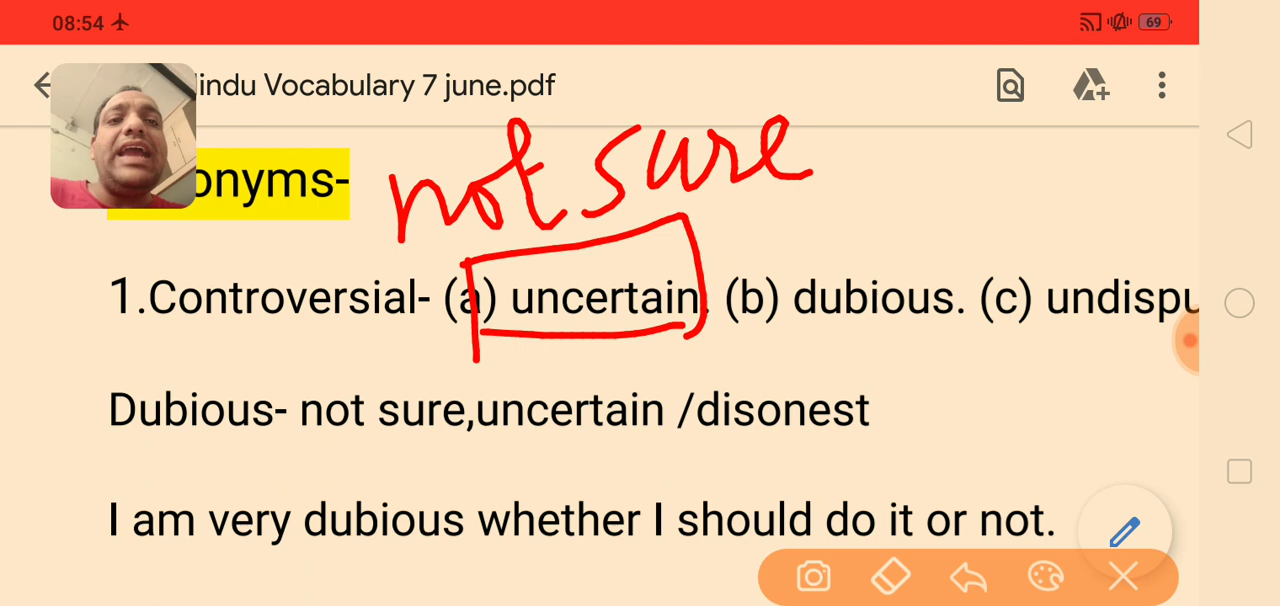 08:54
69
indu Vocabulary 7 june.pdf
not sure
onyms-
1.Controversial- (a) uncertain. (b) dubious. (c) undispu
Dubious- not sure,uncertain /disonest
I am very dubious whether I should do it or not.